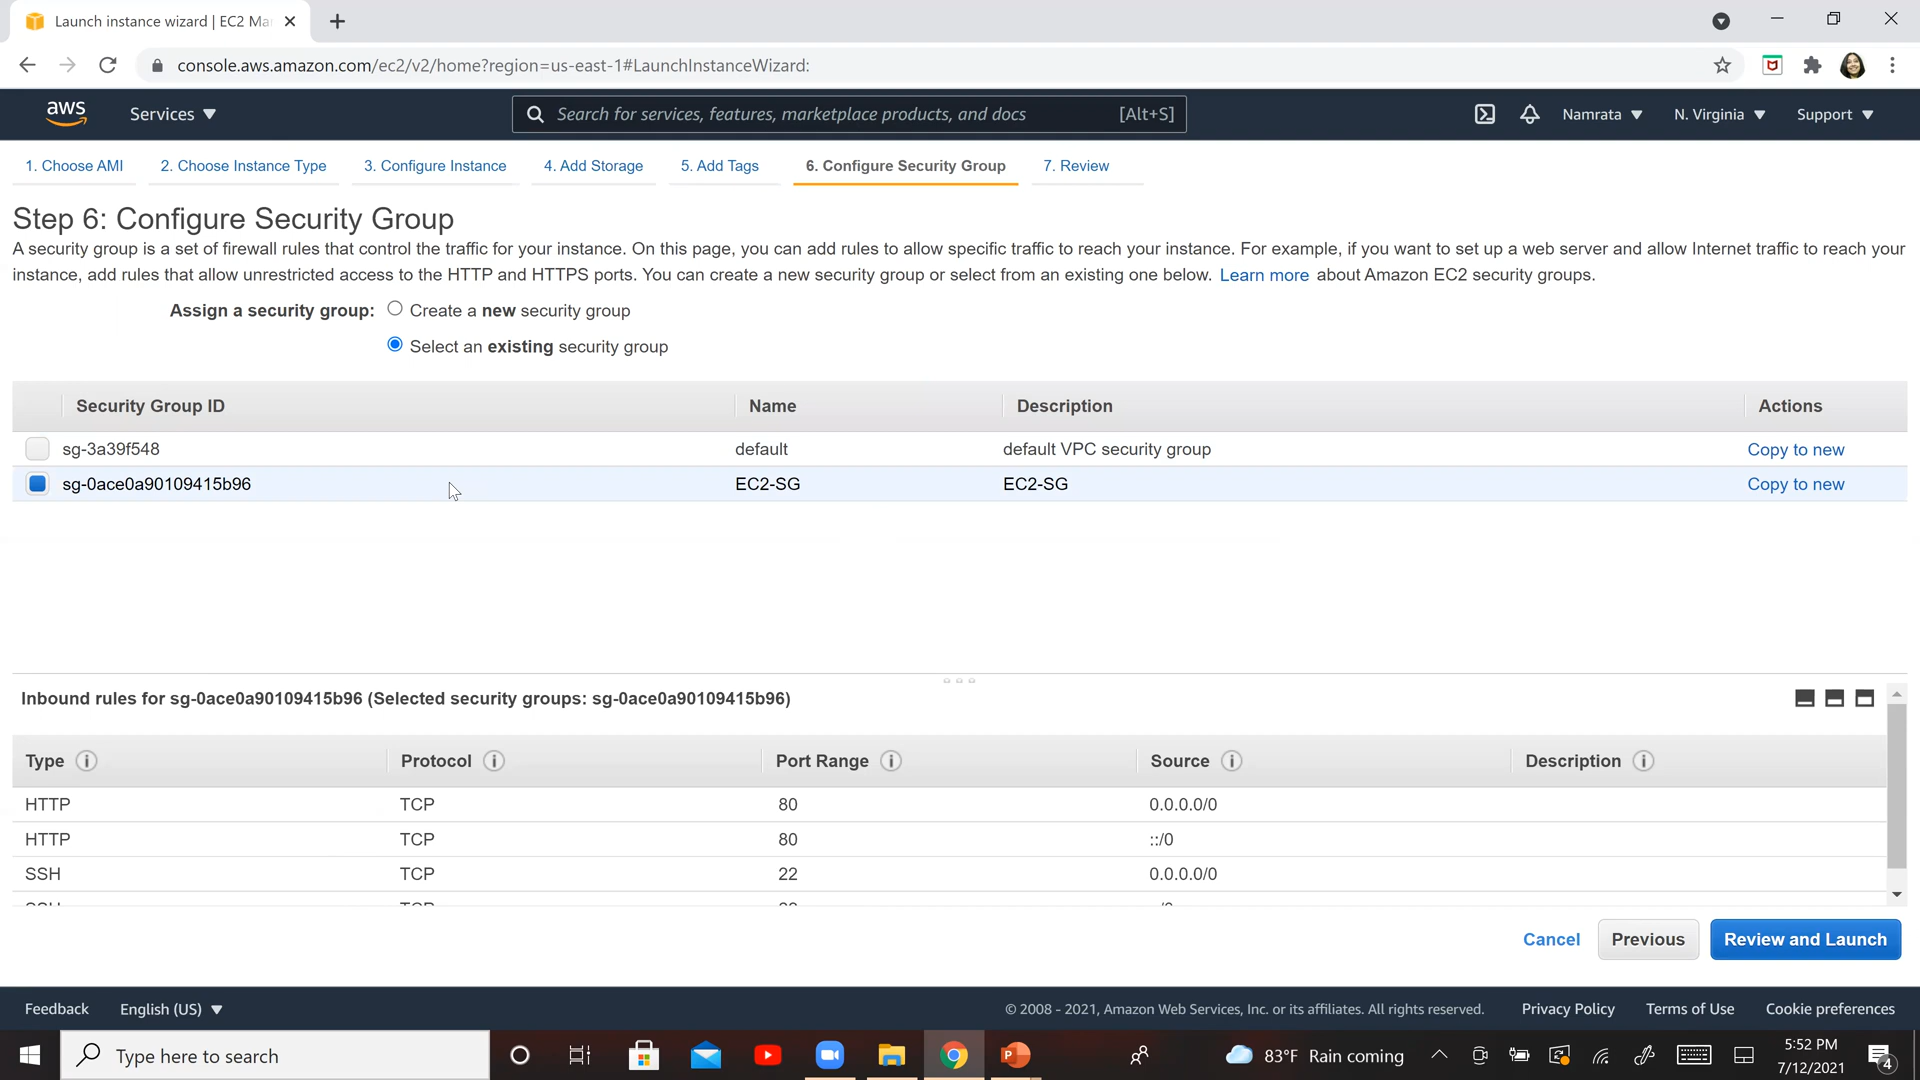 Launch instance wizard | EC2 Ma
console.aws.amazon.com/ec2/v2/home?region=us-east-1#LaunchInstanceWizard:
aws Services Search for services, features, marketplace products, and docs [Alt+S] Namrata N. Virginia Support
1. Choose AMI 2. Choose Instance Type 3. Configure Instance 4. Add Storage 5. Add Tags 6. Configure Security Group 7. Review
Step 6: Configure Security Group
A security group is a set of firewall rules that control the traffic for your instance. On this page, you can add rules to allow specific traffic to reach your instance. For example, if you want to set up a web server and allow Internet traffic to reach your
instance, add rules that allow unrestricted access to the HTTP and HTTPS ports. You can create a new security group or select from an existing one below. Learn more about Amazon EC2 security groups.
Assign a security group: Create a new security group
Select an existing security group
Security Group ID Name Description Actions
sg-3a39f548 default default VPC security group Copy to new
sg-0ace0a90109415b96 EC2-SG EC2-SG Copy to new
Inbound rules for sg-0ace0a90109415b96 (Selected security groups: sg-0ace0a90109415b96)
Type i Protocol i Port Range i Source i Description i
HTTP TCP 80 0.0.0.0/0
HTTP TCP 80 ::/0
SSH TCP 22 0.0.0.0/0
Cancel Previous Review and Launch
Feedback English (US) © 2008 - 2021, Amazon Web Services, Inc. or its affiliates. All rights reserved. Privacy Policy Terms of Use Cookie preferences
Type here to search 83°F Rain coming 5:52 PM
7/12/2021 4